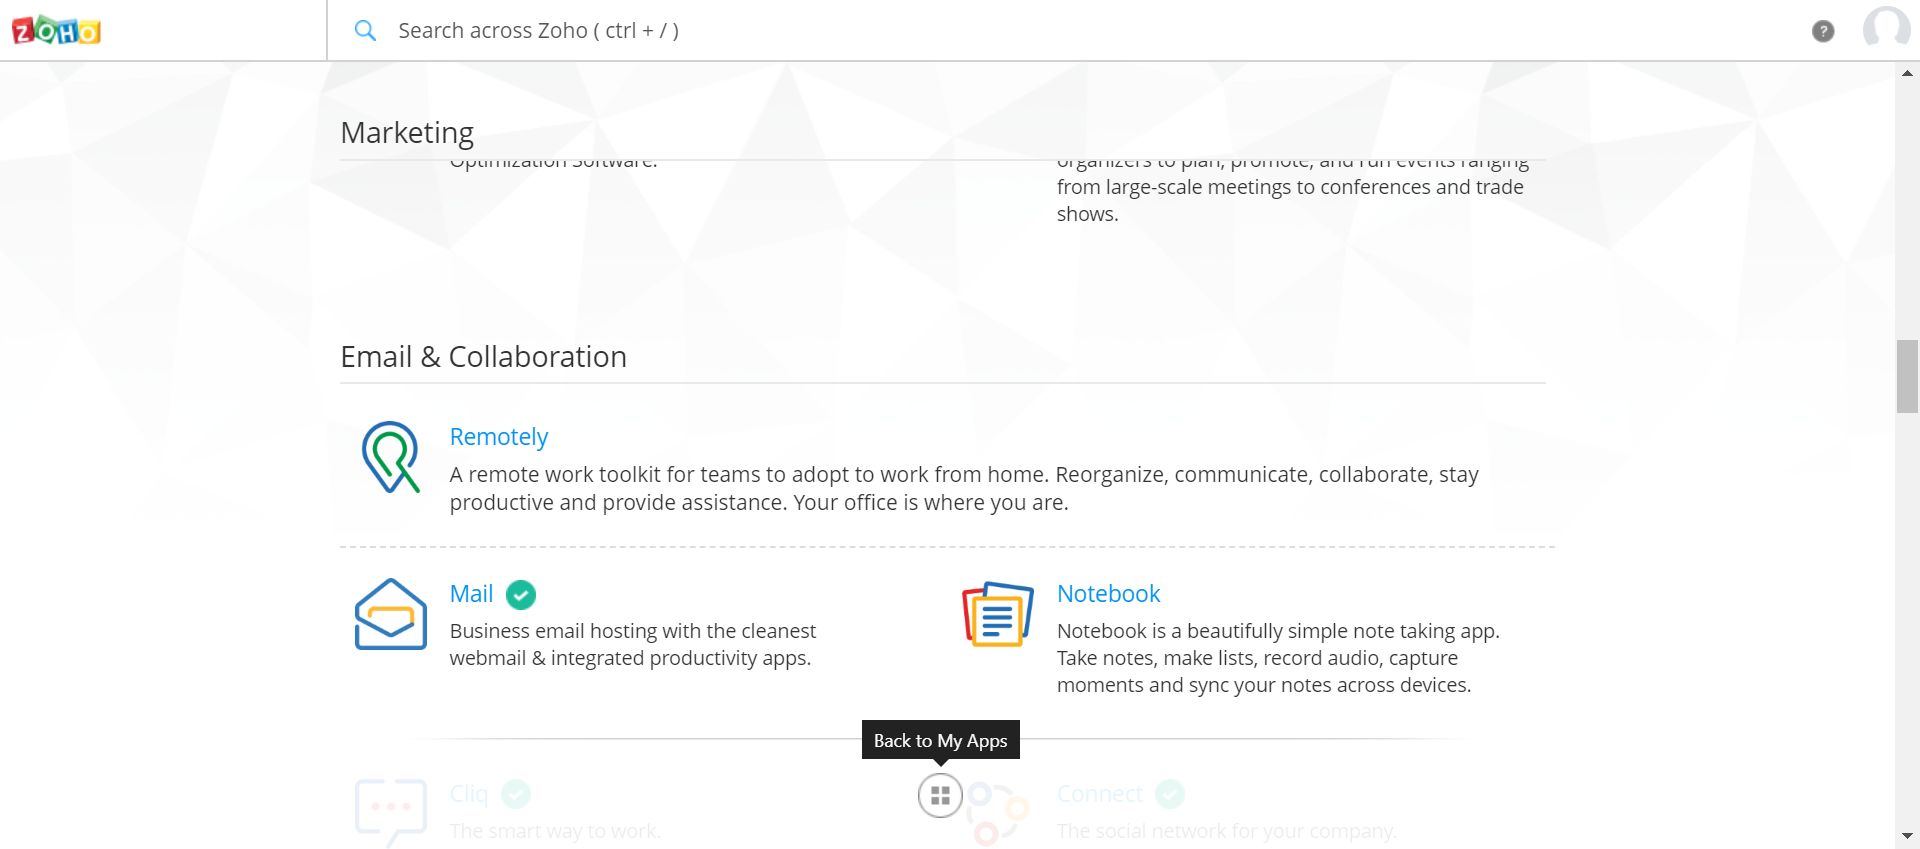 ZOHO
Search across Zoho ( ctrl + / )
?
Marketing
Optimization Software.
organizers to plan, promote, and run events ranging
from large-scale meetings to conferences and trade
shows.
Email & Collaboration
Remotely
A remote work toolkit for teams to adopt to work from home. Reorganize, communicate, collaborate, stay
productive and provide assistance. Your office is where you are.
Mail
Business email hosting with the cleanest
webmail & integrated productivity apps.
Notebook
Notebook is a beautifully simple note taking app.
Take notes, make lists, record audio, capture
moments and sync your notes across devices.
Back to My Apps
Cliq
The smart way to work.
Connect
The social network for your company.